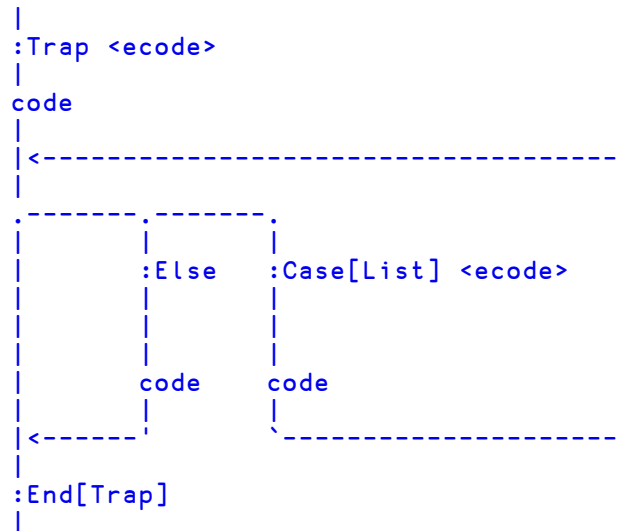 |
:Trap <ecode>
|
code
|
|<------------------------------------
|
.-------.-------.
|       |       |
|       :Else   :Case[List] <ecode>
|       |       |
|       |       |
|       |       |
|       code    code
|       |       |
|<------'       `---------------------
|
:End[Trap]
|